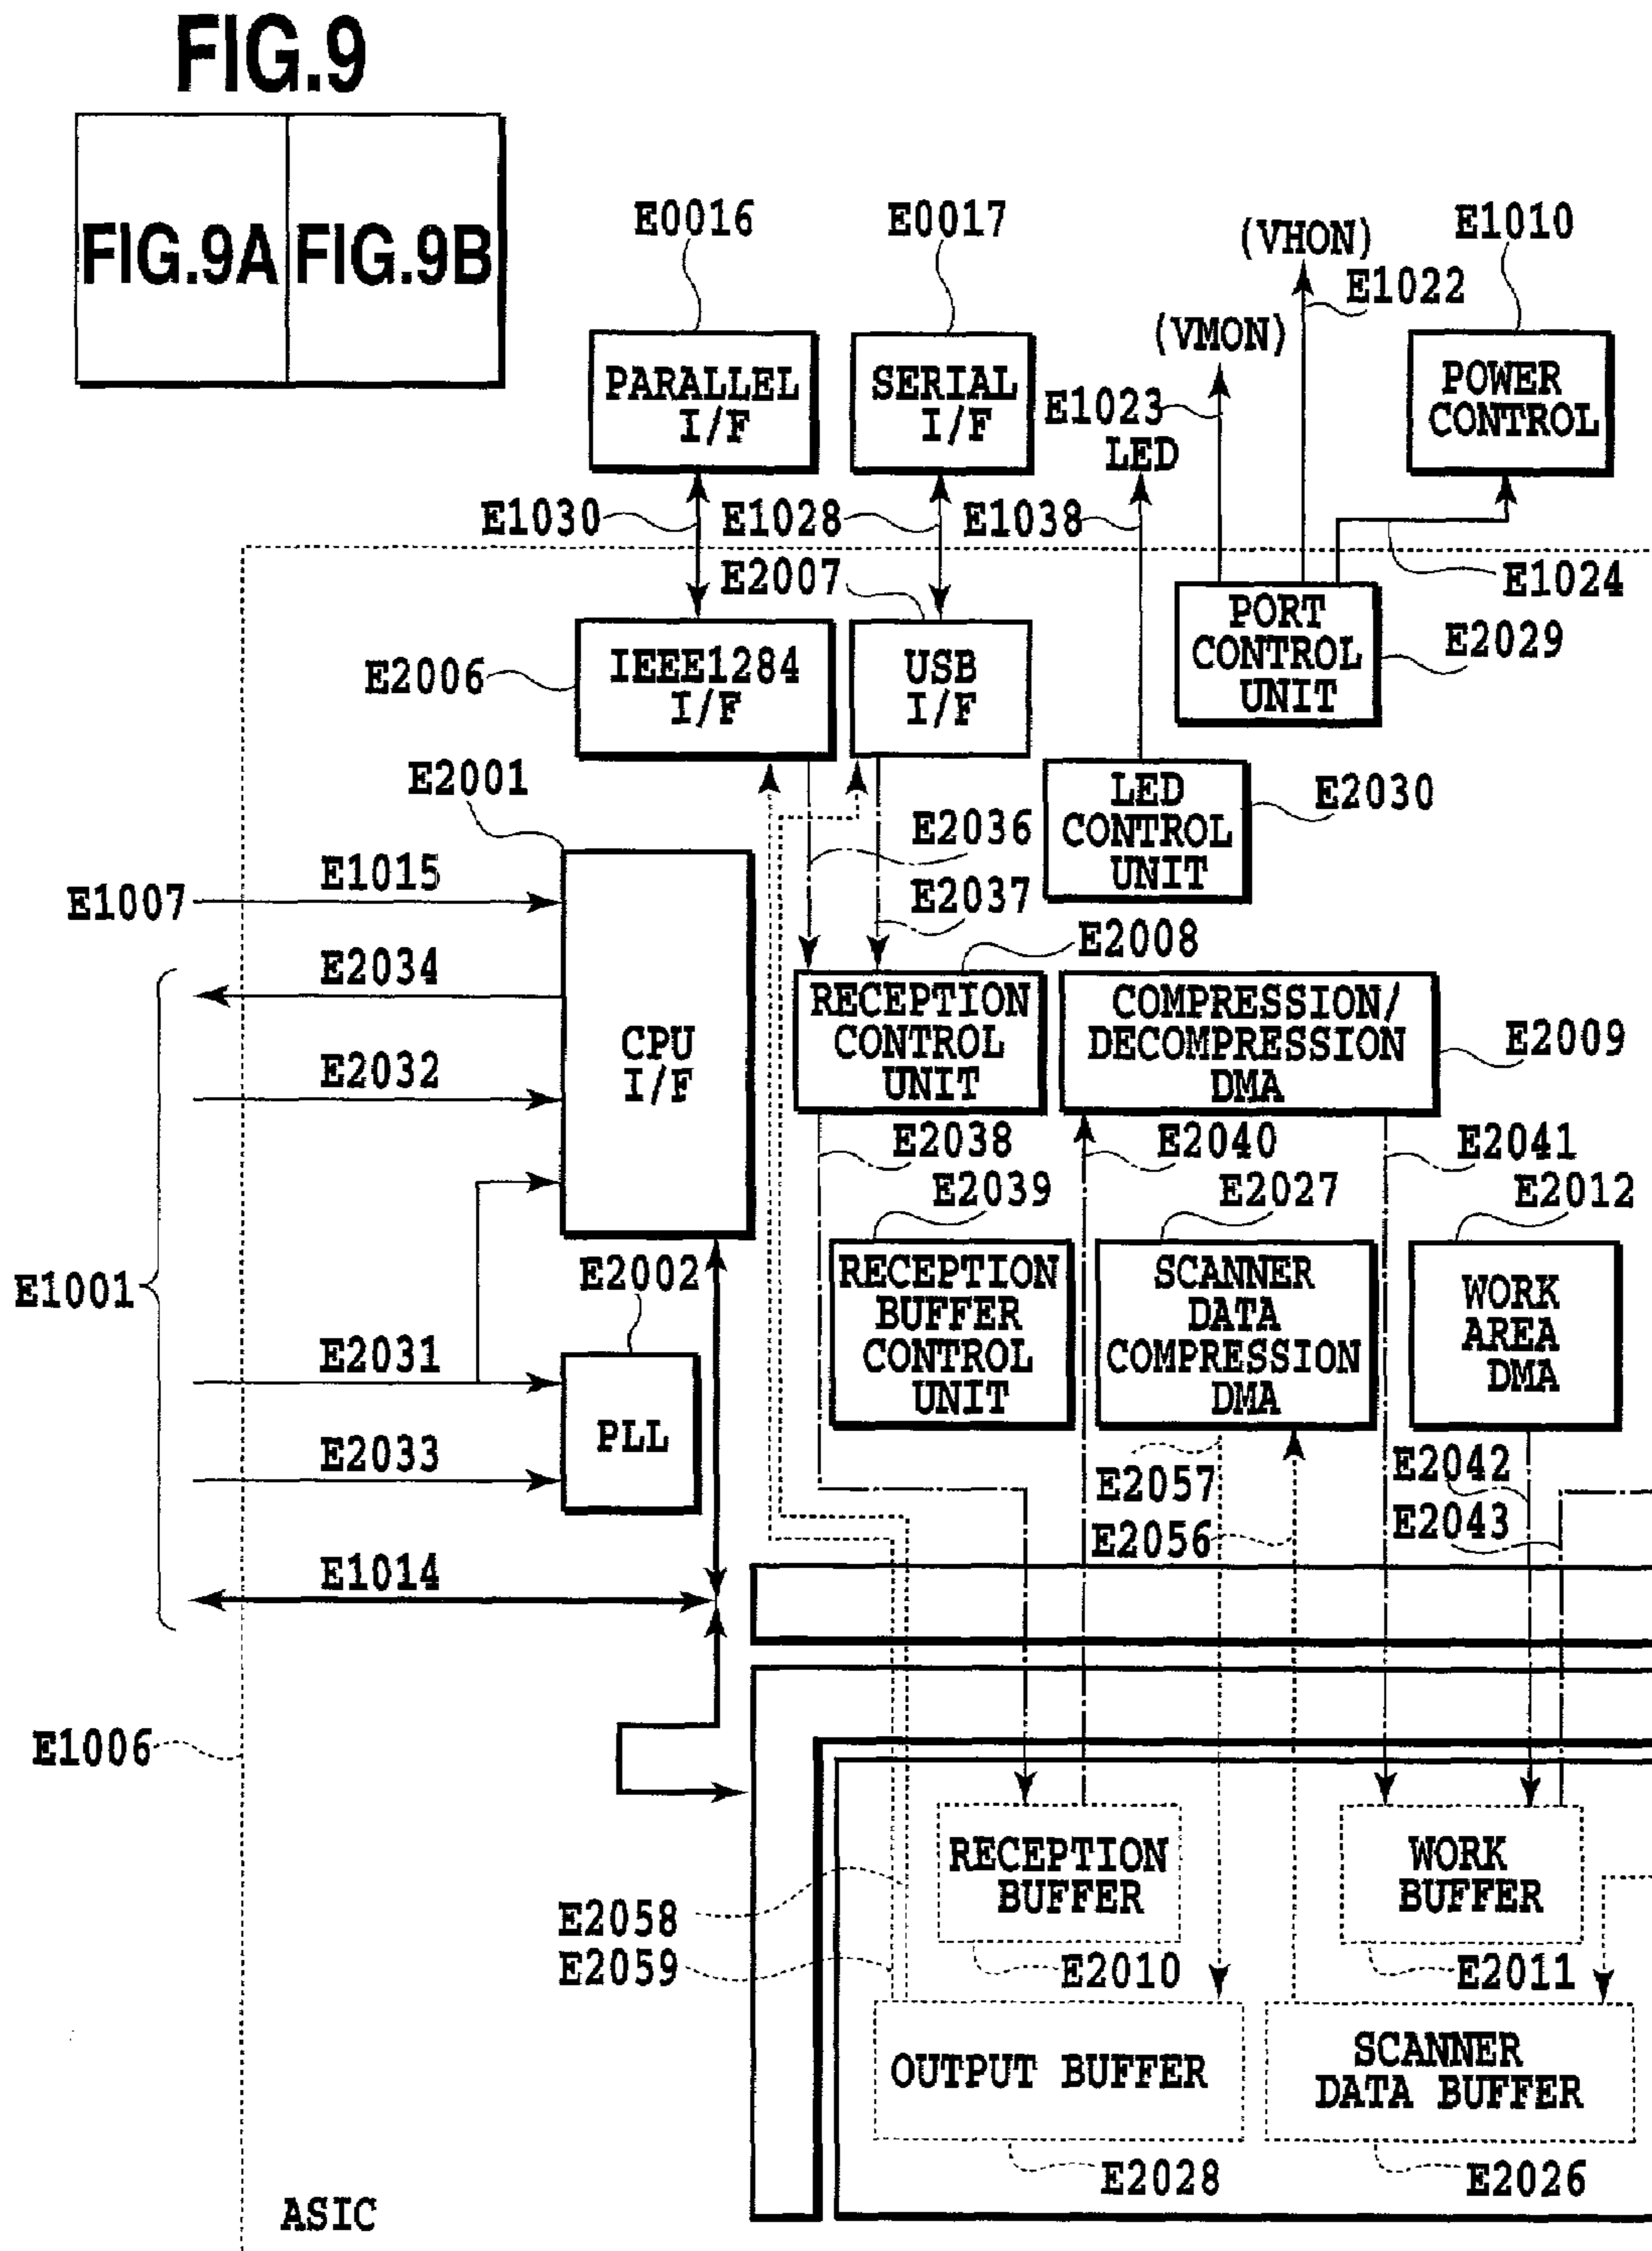 FIG.9
FIG.9A
FIG.9B
E0016
E0017
(VHON)
E1010
E1022
(VMON)
PARALLEL
I/F
SERIAL
I/F
E1023
LED
POWER
CONTROL
E1030
E1028
E1038
E2007
E1024
IEEE1284
I/F
USB
I/F
PORT
CONTROL
UNIT
E2029
E2006
E2001
LED
CONTROL
UNIT
E2030
E2036
E1015
E1007
E2037
E2034
E2008
RECEPTION
CONTROL
UNIT
COMPRESSION/
DECOMPRESSION
DMA
E2009
CPU
I/F
E2032
E2038
E2040
E2041
E2039
E2027
E2012
E1001
E2002
RECEPTION
BUFFER
CONTROL
UNIT
SCANNER
DATA
COMPRESSION
DMA
WORK
AREA
DMA
E2031
PLL
E2033
E2057
E2042
E2056
E2043
E1014
E1006
RECEPTION
BUFFER
WORK
BUFFER
E2058
E2059
E2010
E2011
OUTPUT BUFFER
SCANNER
DATA BUFFER
E2028
E2026
ASIC